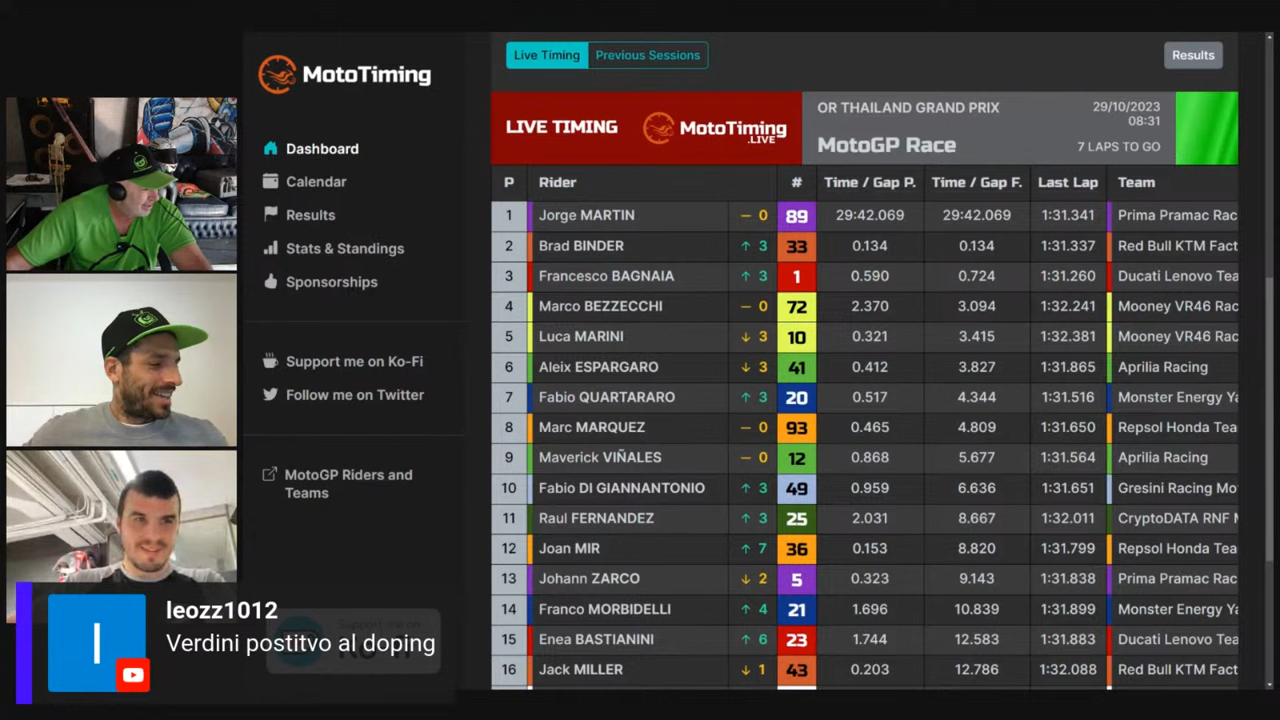 MotoTiming
Dashboard
Calendar
Results
Stats & Standings
Sponsorships
Support me on Ko-Fi
Follow me on Twitter
MotoGP Riders and
Teams
Live Timing Previous Sessions Results
LIVE TIMING MotoTiming .LIVE
OR THAILAND GRAND PRIX 29/10/2023
08:31
MotoGP Race 7 LAPS TO GO
P Rider # Time / Gap P. Time / Gap F. Last Lap Team
1 Jorge MARTIN – 0 89 29:42.069 29:42.069 1:31.341 Prima Pramac Rac
2 Brad BINDER ↑ 3 33 0.134 0.134 1:31.337 Red Bull KTM Fact
3 Francesco BAGNAIA ↑ 3 1 0.590 0.724 1:31.260 Ducati Lenovo Tea
4 Marco BEZZECCHI – 0 72 2.370 3.094 1:32.241 Mooney VR46 Rac
5 Luca MARINI ↓ 3 10 0.321 3.415 1:32.381 Mooney VR46 Rac
6 Aleix ESPARGARO ↓ 3 41 0.412 3.827 1:31.865 Aprilia Racing
7 Fabio QUARTARARO ↑ 3 20 0.517 4.344 1:31.516 Monster Energy Ya
8 Marc MARQUEZ – 0 93 0.465 4.809 1:31.650 Repsol Honda Tea
9 Maverick VIÑALES – 0 12 0.868 5.677 1:31.564 Aprilia Racing
10 Fabio DI GIANNANTONIO ↑ 3 49 0.959 6.636 1:31.651 Gresini Racing Mo
11 Raul FERNANDEZ ↑ 3 25 2.031 8.667 1:32.011 CryptoDATA RNF M
12 Joan MIR ↑ 7 36 0.153 8.820 1:31.799 Repsol Honda Tea
13 Johann ZARCO ↓ 2 5 0.323 9.143 1:31.838 Prima Pramac Rac
14 Franco MORBIDELLI ↑ 4 21 1.696 10.839 1:31.899 Monster Energy Ya
15 Enea BASTIANINI ↑ 6 23 1.744 12.583 1:31.883 Ducati Lenovo Tea
16 Jack MILLER ↓ 1 43 0.203 12.786 1:32.088 Red Bull KTM Fact
l
leozz1012
Verdini postitvo al doping
Support me on